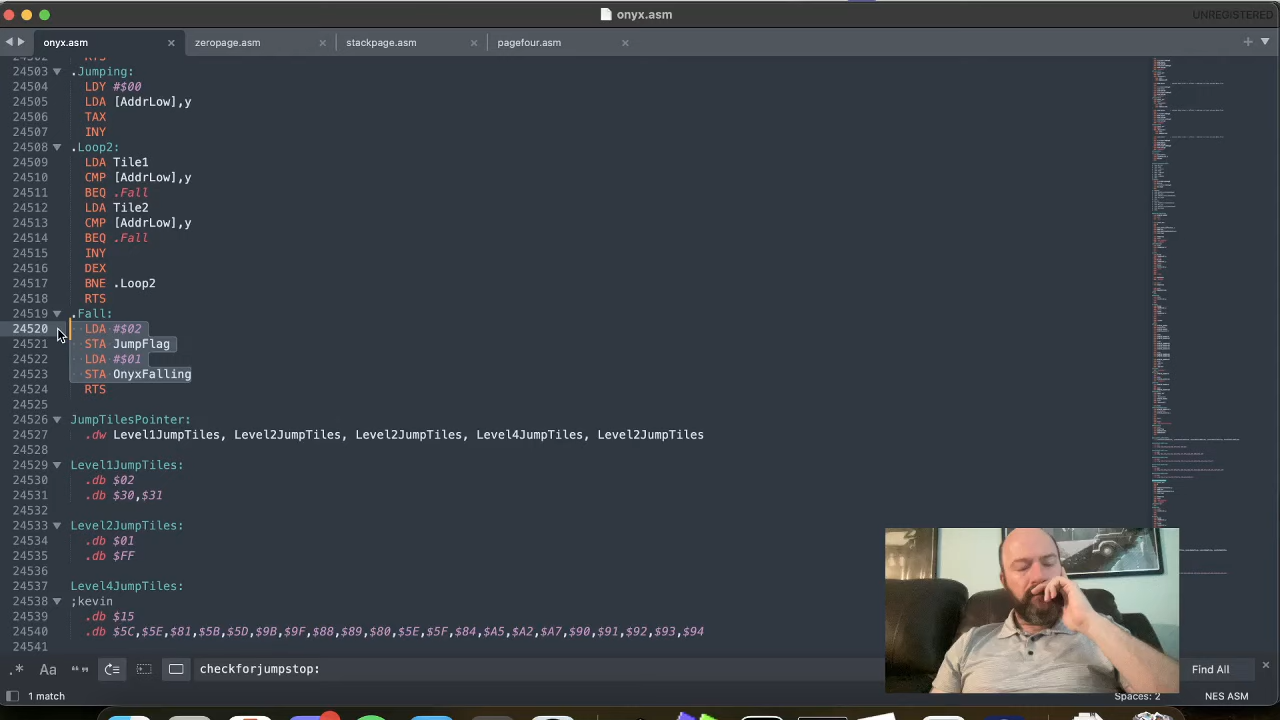 onyx.asm
UNREGISTERED
onyx.asm
zeropage.asm
stackpage.asm
pagefour.asm
24502 RTS
24503 .Jumping:
24504 LDY #$00
24505 LDA [AddrLow],y
24506 TAX
24507 INY
24508 .Loop2:
24509 LDA Tile1
24510 CMP [AddrLow],y
24511 BEQ .Fall
24512 LDA Tile2
24513 CMP [AddrLow],y
24514 BEQ .Fall
24515 INY
24516 DEX
24517 BNE .Loop2
24518 RTS
24519 .Fall:
24520 LDA #$02
24521 STA JumpFlag
24522 LDA #$01
24523 STA OnyxFalling
24524 RTS
24525
24526 JumpTilesPointer:
24527 .dw Level1JumpTiles, Level2JumpTiles, Level2JumpTiles, Level4JumpTiles, Level2JumpTiles
24528
24529 Level1JumpTiles:
24530 .db $02
24531 .db $30,$31
24532
24533 Level2JumpTiles:
24534 .db $01
24535 .db $FF
24536
24537 Level4JumpTiles:
24538 ;kevin
24539 .db $15
24540 .db $5C,$5E,$81,$5B,$5D,$9B,$9F,$88,$89,$80,$5E,$5F,$84,$A5,$A2,$A7,$90,$91,$92,$93,$94
24541
.* Aa “” checkforjumpstop: Find All
1 match Spaces: 2 NES ASM